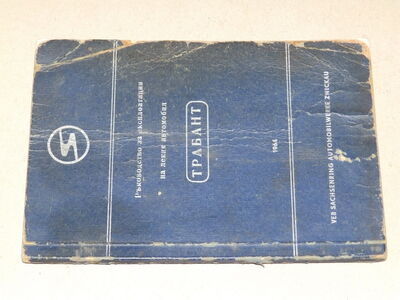 Ръководство за експлоатация
на лекия автомобил
ТРАБАНТ
1964
VEB SACHSENRING AUTOMOBILWERKE ZWICKAU